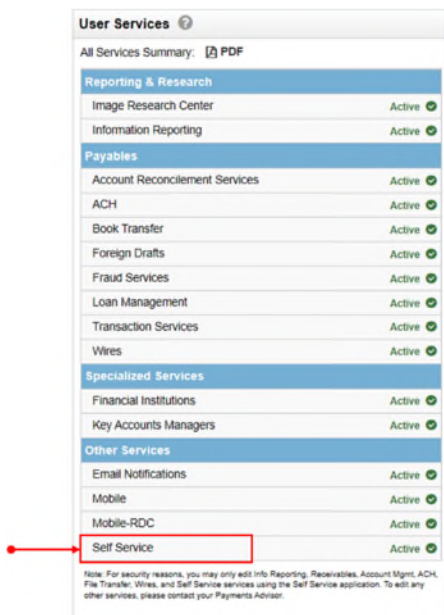 User Services ?
All Services Summary: PDF
Reporting & Research
Image Research Center Active
Information Reporting Active
Payables
Account Reconcilement Services Active
ACH Active
Book Transfer Active
Foreign Drafts Active
Fraud Services Active
Loan Management Active
Transaction Services Active
Wires Active
Specialized Services
Financial Institutions Active
Key Accounts Managers Active
Other Services
Email Notifications Active
Mobile Active
Mobile-RDC Active
Self Service Active
Note: For security reasons, you may only edit Info Reporting, Receivables, Account Mgmt, ACH,
File Transfer, Wires, and Self Service services using the Self Service application. To edit any
other services, please contact your Payments Advisor.